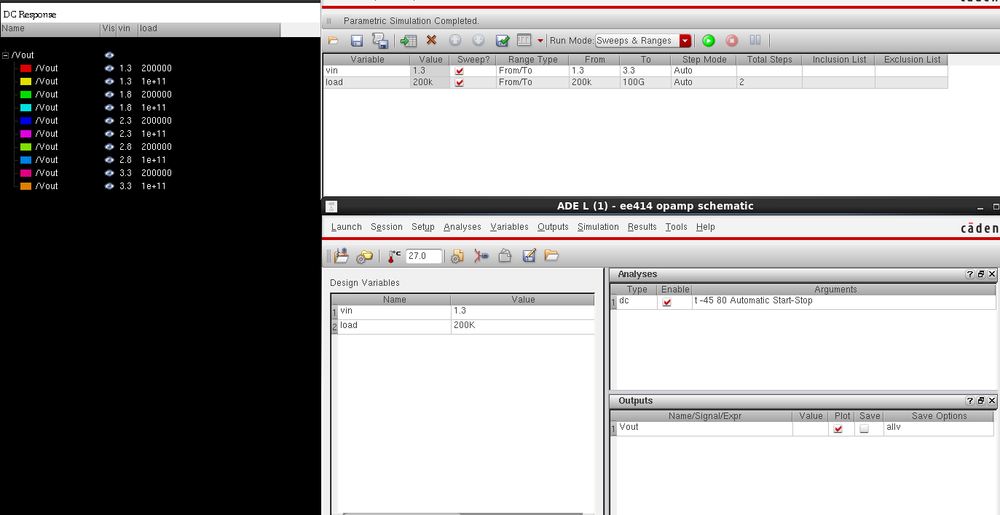 DC Response
Name Vis vin load
/Vout
/Vout 1.3 200000
/Vout 1.3 1e+11
/Vout 1.8 200000
/Vout 1.8 1e+11
/Vout 2.3 200000
/Vout 2.3 1e+11
/Vout 2.8 200000
/Vout 2.8 1e+11
/Vout 3.3 200000
/Vout 3.3 1e+11
Parametric Simulation Completed.
Run Mode: Sweeps & Ranges
Variable Value Sweep? Range Type From To Step Mode Total Steps Inclusion List Exclusion List
vin 1.3 From/To 1.3 3.3 Auto
load 200k From/To 200k 100G Auto 2
ADE L (1) - ee414 opamp schematic
Launch Session Setup Analyses Variables Outputs Simulation Results Tools Help cāden
°C 27.0
Design Variables
Name Value
1 vin 1.3
2 load 200K
Analyses
Type Enable Arguments
1 dc t -45 80 Automatic Start-Stop
Outputs
Name/Signal/Expr Value Plot Save Save Options
1 Vout allv